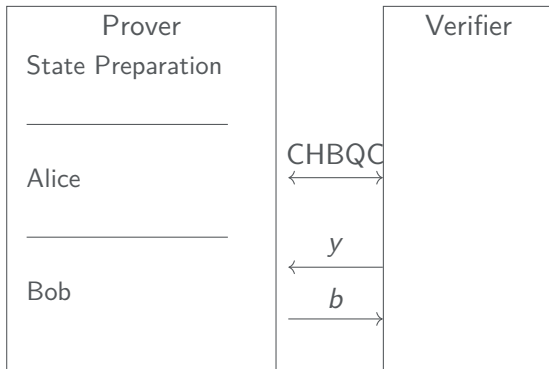 Prover
Verifier
State Preparation
CHBQC
Alice
y
Bob
b